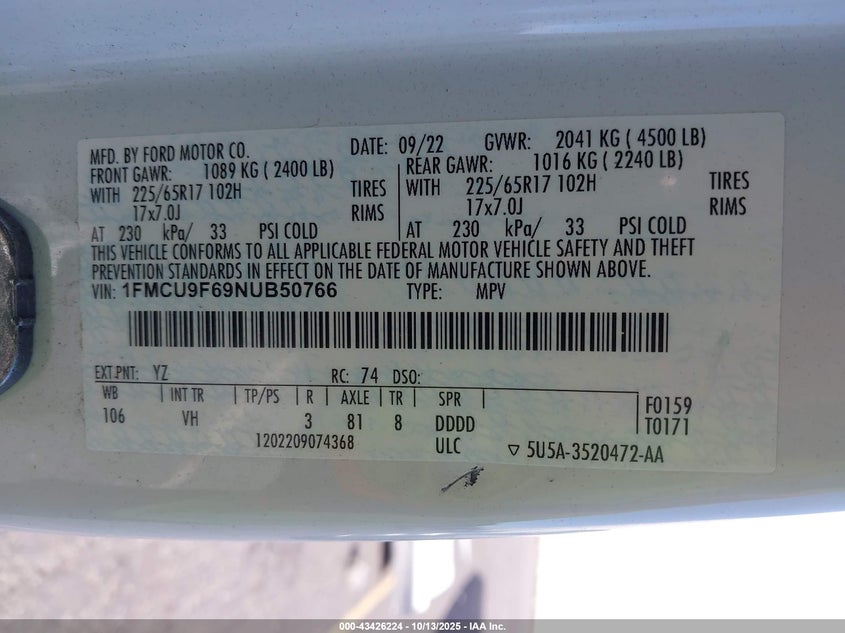 MFD. BY FORD MOTOR CO. DATE: 09/22 GVWR: 2041 KG ( 4500 LB)
FRONT GAWR: 1089 KG ( 2400 LB) REAR GAWR: 1016 KG ( 2240 LB)
WITH 225/65R17 102H TIRES WITH 225/65R17 102H TIRES
17x7.0J RIMS 17x7.0J RIMS
AT 230 kPa/ 33 PSI COLD AT 230 kPa/ 33 PSI COLD
THIS VEHICLE CONFORMS TO ALL APPLICABLE FEDERAL MOTOR VEHICLE SAFETY AND THEFT
PREVENTION STANDARDS IN EFFECT ON THE DATE OF MANUFACTURE SHOWN ABOVE.
VIN: 1FMCU9F69NUB50766 TYPE: MPV
EXT PNT: YZ RC: 74 DSO:
WB INT TR TP/PS R AXLE TR SPR F0159
106 VH 3 81 8 DDDD T0171
1202209074368 ULC ▽ 5U5A-3520472-AA
000-43426224 - 10/13/2025 - IAA Inc.